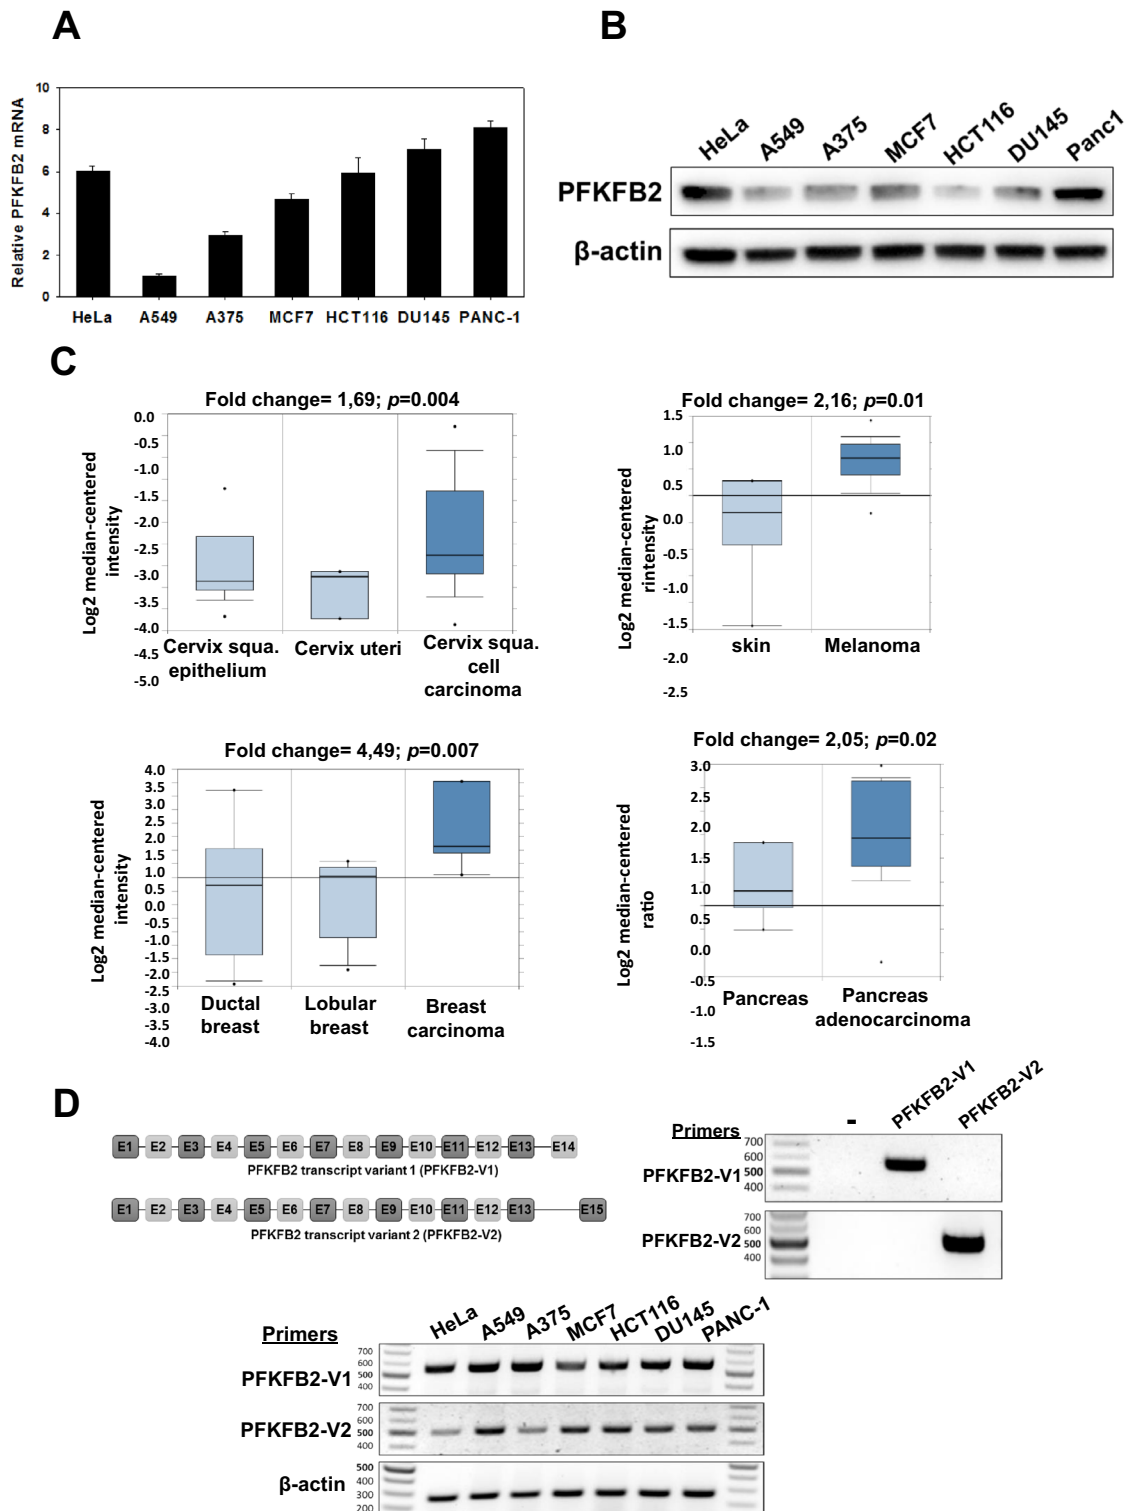 A
Relative PFKFB2 mRNA
10
8
6
4
2
0
HeLa A549 A375 MCF7 HCT116 DU145 PANC-1
B
HeLa A549 A375 MCF7 HCT116 DU145 Panc1
PFKFB2
β-actin
C
Fold change= 1,69; p=0.004
Log2 median-centered
intensity
0.0
-0.5
-1.0
-1.5
-2.0
-2.5
-3.0
-3.5
-4.0
-4.5
-5.0
Cervix squa.
epithelium
Cervix uteri
Cervix squa.
cell
carcinoma
Fold change= 2,16; p=0.01
Log2 median-centered
rintensity
1.5
1.0
0.5
0.0
-0.5
-1.0
-1.5
-2.0
-2.5
skin
Melanoma
Fold change= 4,49; p=0.007
Log2 median-centered
intensity
4.0
3.5
3.5
2.5
2.0
1.5
1.0
0.5
0.0
-0.5
-1.0
-1.5
-2.0
-2.5
-3.0
-3.5
-4.0
Ductal
breast
Lobular
breast
Breast
carcinoma
Fold change= 2,05; p=0.02
Log2 median-centered
ratio
3.0
2.5
2.0
1.5
1.0
0.5
0.0
-0.5
-1.0
-1.5
Pancreas
Pancreas
adenocarcinoma
D
E1 E2 E3 E4 E5 E6 E7 E8 E9 E10 E11 E12 E13 E14
PFKFB2 transcript variant 1 (PFKFB2-V1)
E1 E2 E3 E4 E5 E6 E7 E8 E9 E10 E11 E12 E13 E15
PFKFB2 transcript variant 2 (PFKFB2-V2)
Primers
- PFKFB2-V1 PFKFB2-V2
PFKFB2-V1
700
600
500
400
PFKFB2-V2
700
600
500
400
Primers
HeLa A549 A375 MCF7 HCT116 DU145 PANC-1
PFKFB2-V1
700
600
500
400
PFKFB2-V2
700
600
500
400
β-actin
500
400
300
200